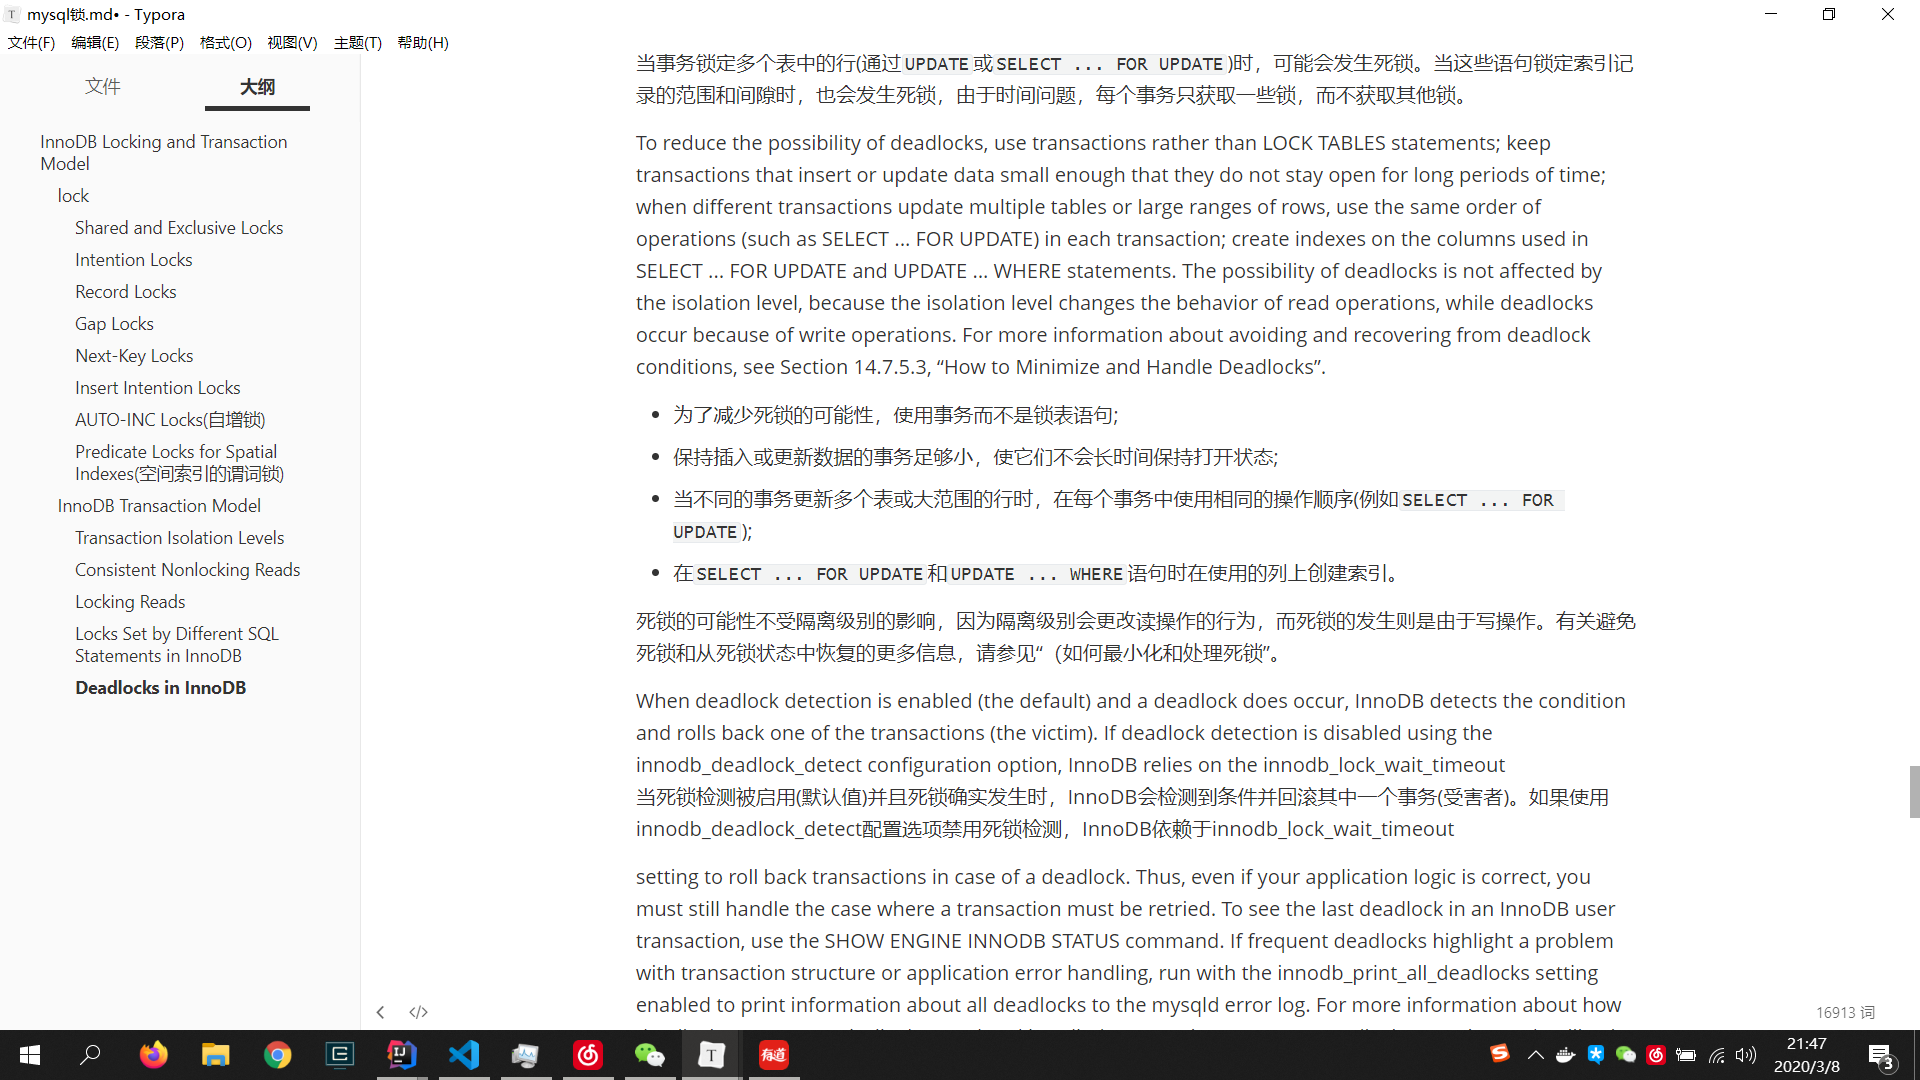 mysql锁.md• - Typora
文件(F) 编辑(E) 段落(P) 格式(O) 视图(V) 主题(T) 帮助(H)
文件 大纲
InnoDB Locking and Transaction
Model
lock
Shared and Exclusive Locks
Intention Locks
Record Locks
Gap Locks
Next-Key Locks
Insert Intention Locks
AUTO-INC Locks(自增锁)
Predicate Locks for Spatial
Indexes(空间索引的谓词锁)
InnoDB Transaction Model
Transaction Isolation Levels
Consistent Nonlocking Reads
Locking Reads
Locks Set by Different SQL
Statements in InnoDB
Deadlocks in InnoDB
当事务锁定多个表中的行(通过UPDATE或SELECT ... FOR UPDATE)时，可能会发生死锁。当这些语句锁定索引记
录的范围和间隙时，也会发生死锁，由于时间问题，每个事务只获取一些锁，而不获取其他锁。
To reduce the possibility of deadlocks, use transactions rather than LOCK TABLES statements; keep
transactions that insert or update data small enough that they do not stay open for long periods of time;
when different transactions update multiple tables or large ranges of rows, use the same order of
operations (such as SELECT ... FOR UPDATE) in each transaction; create indexes on the columns used in
SELECT ... FOR UPDATE and UPDATE ... WHERE statements. The possibility of deadlocks is not affected by
the isolation level, because the isolation level changes the behavior of read operations, while deadlocks
occur because of write operations. For more information about avoiding and recovering from deadlock
conditions, see Section 14.7.5.3, “How to Minimize and Handle Deadlocks”.
• 为了减少死锁的可能性，使用事务而不是锁表语句;
• 保持插入或更新数据的事务足够小，使它们不会长时间保持打开状态;
• 当不同的事务更新多个表或大范围的行时，在每个事务中使用相同的操作顺序(例如SELECT ... FOR
UPDATE);
• 在SELECT ... FOR UPDATE和UPDATE ... WHERE语句时在使用的列上创建索引。
死锁的可能性不受隔离级别的影响，因为隔离级别会更改读操作的行为，而死锁的发生则是由于写操作。有关避免
死锁和从死锁状态中恢复的更多信息，请参见“（如何最小化和处理死锁”。
When deadlock detection is enabled (the default) and a deadlock does occur, InnoDB detects the condition
and rolls back one of the transactions (the victim). If deadlock detection is disabled using the
innodb_deadlock_detect configuration option, InnoDB relies on the innodb_lock_wait_timeout
当死锁检测被启用(默认值)并且死锁确实发生时，InnoDB会检测到条件并回滚其中一个事务(受害者)。如果使用
innodb_deadlock_detect配置选项禁用死锁检测，InnoDB依赖于innodb_lock_wait_timeout
setting to roll back transactions in case of a deadlock. Thus, even if your application logic is correct, you
must still handle the case where a transaction must be retried. To see the last deadlock in an InnoDB user
transaction, use the SHOW ENGINE INNODB STATUS command. If frequent deadlocks highlight a problem
with transaction structure or application error handling, run with the innodb_print_all_deadlocks setting
enabled to print information about all deadlocks to the mysqld error log. For more information about how
16913 词
有道
21:47
2020/3/8
3